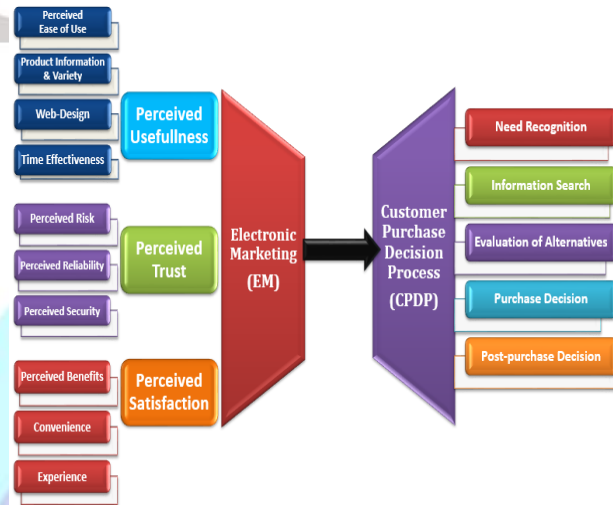 Perceived
Ease of Use
Product Information
& Variety
Web-Design
Time Effectiveness
Perceived
Usefullness
Perceived Risk
Perceived Reliability
Perceived Security
Perceived
Trust
Perceived Benefits
Convenience
Experience
Perceived
Satisfaction
Electronic
Marketing
(EM)
Customer
Purchase
Decision
Process
(CPDP)
Need Recognition
Information Search
Evaluation of Alternatives
Purchase Decision
Post-purchase Decision